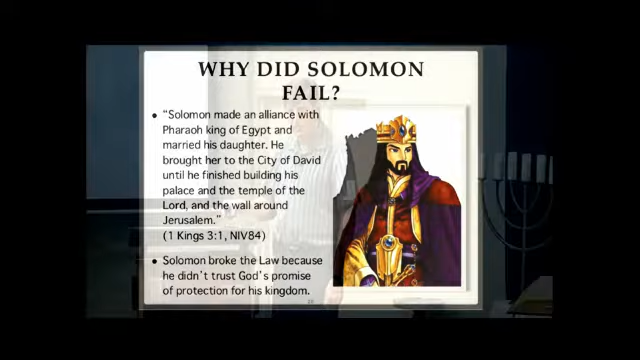 WHY DID SOLOMON
FAIL?
• “Solomon made an alliance with
Pharaoh king of Egypt and
married his daughter. He
brought her to the City of David
until he finished building his
palace and the temple of the
Lord, and the wall around
Jerusalem.”
(1 Kings 3:1, NIV84)
• Solomon broke the Law because
he didn’t trust God’s promise
of protection for his kingdom.